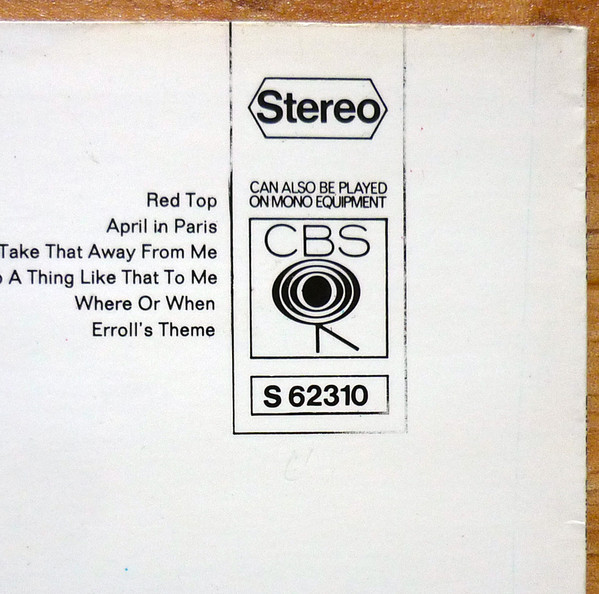 Stereo
CAN ALSO BE PLAYED
ON MONO EQUIPMENT
CBS
S 62310
Red Top
April in Paris
Take That Away From Me
A Thing Like That To Me
Where Or When
Erroll's Theme